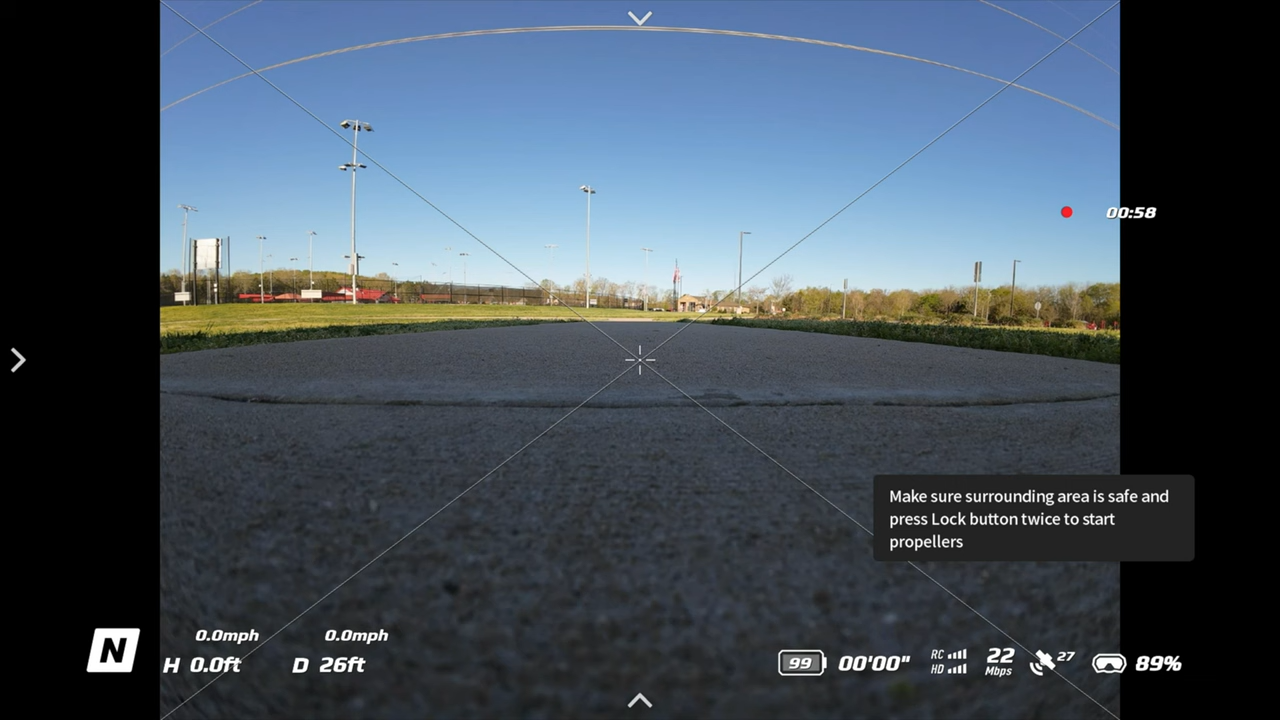 00:58
Make sure surrounding area is safe and
press Lock button twice to start
propellers
N
0.0mph 0.0mph
H 0.0ft D 26ft
99 00'00" RC HD 22 Mbps 27 89%